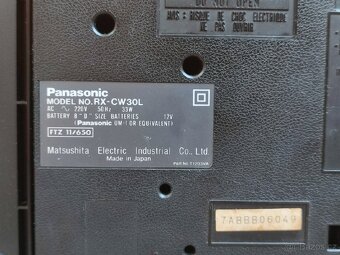 DO NOT OPEN
AVIS: RISQUE DE CHOC ELECTRIQUE
NE PAS OUVRIR
Panasonic
MODEL NO. RX-CW30L
AC ~ 220V 50Hz 33W
BATTERY 8 "D" SIZE BATTERIES 12V
(Panasonic UM-1 OR EQUIVALENT)
FTZ 11/650
Matsushita Electric Industrial Co., Ltd.
Made in Japan
7ABBB06049